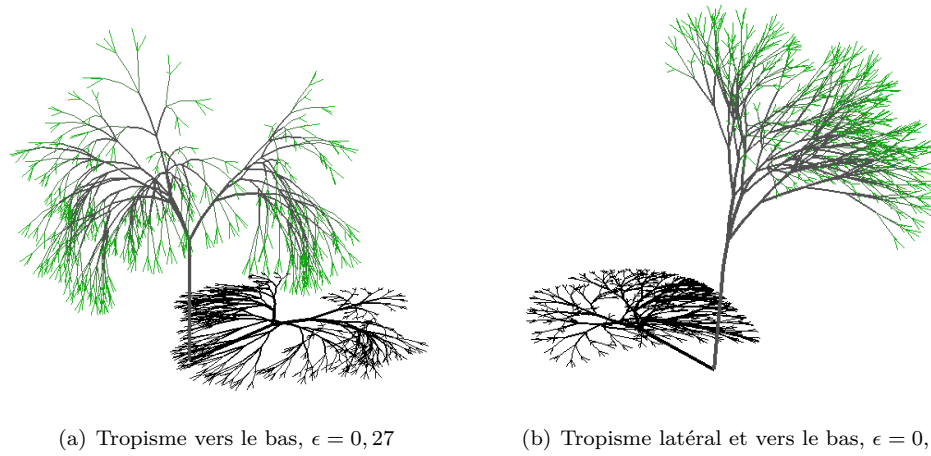 (a) Tropisme vers le bas, ϵ = 0, 27
(b) Tropisme latéral et vers le bas, ϵ = 0,